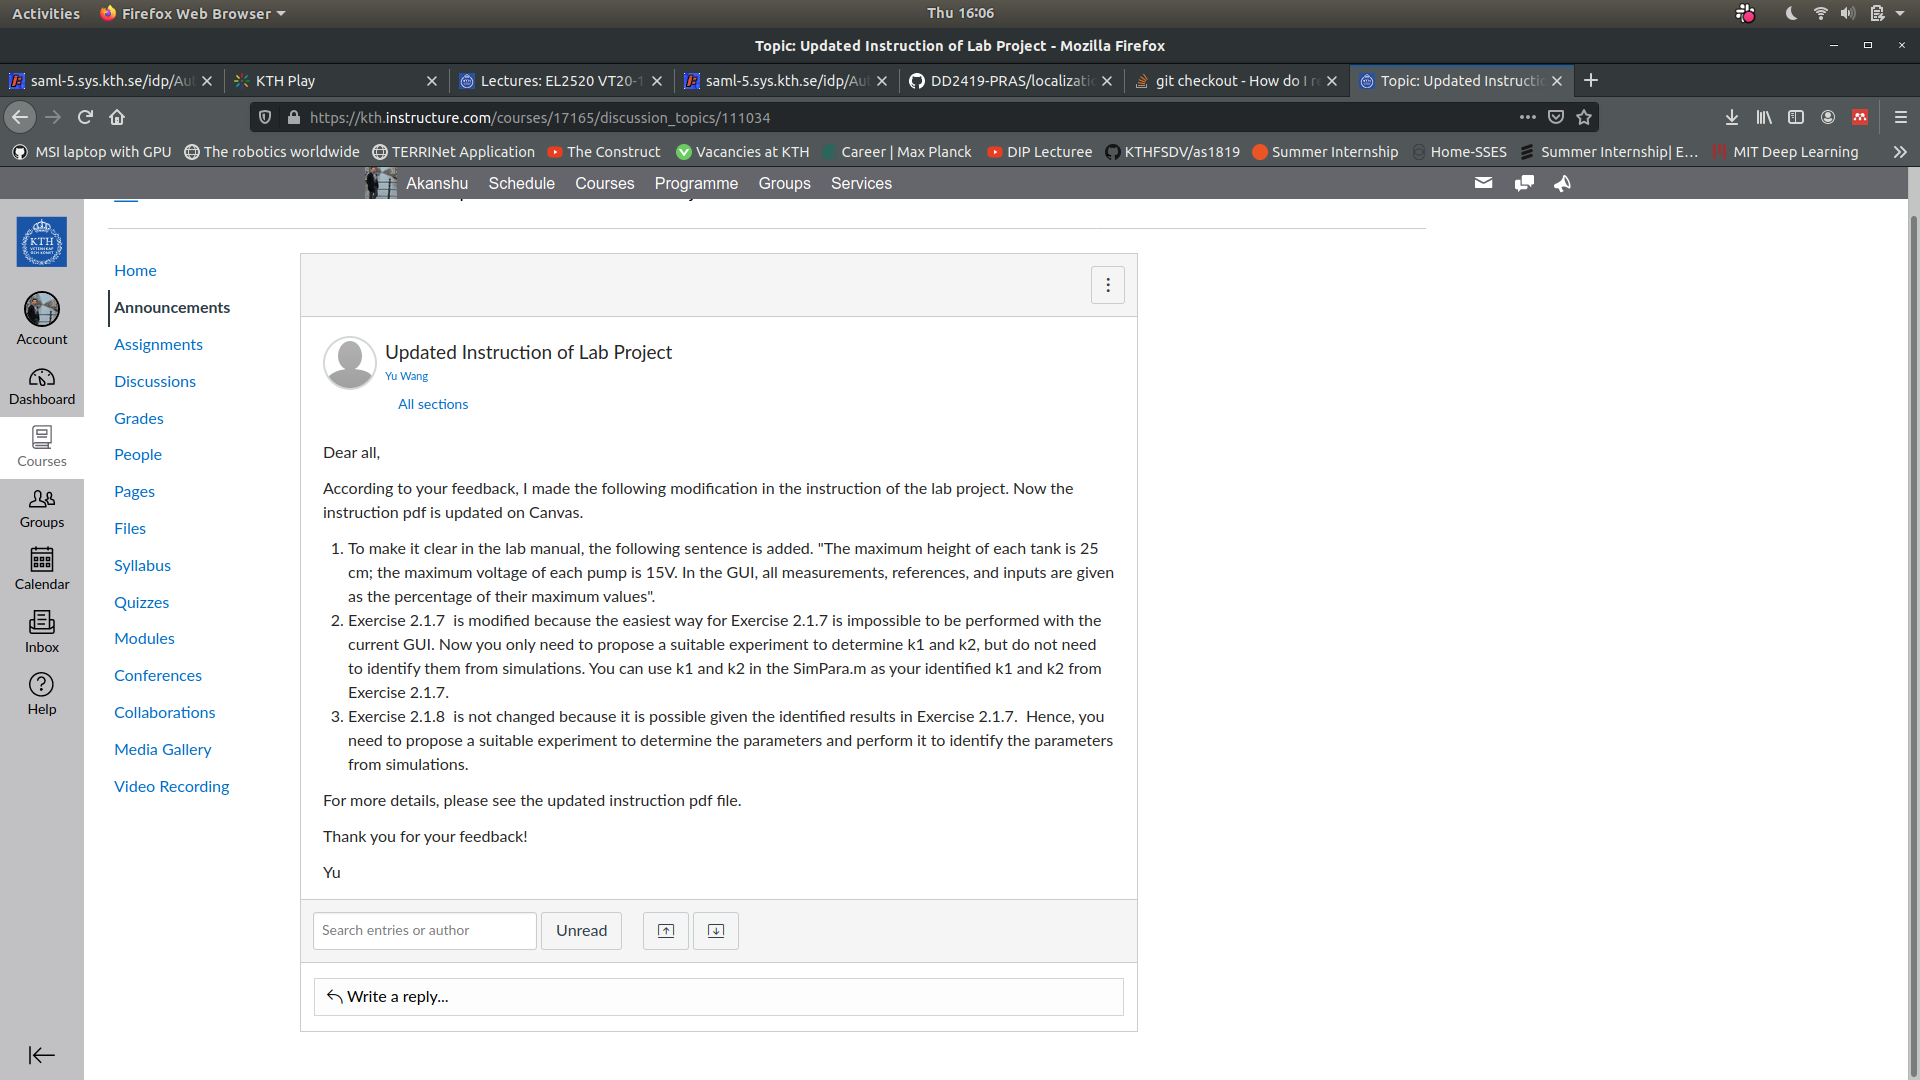 Activities
Firefox Web Browser
Thu 16:06
Topic: Updated Instruction of Lab Project - Mozilla Firefox
saml-5.sys.kth.se/idp/Au
KTH Play
Lectures: EL2520 VT20-1
saml-5.sys.kth.se/idp/Au
DD2419-PRAS/localizati
git checkout - How do I r
Topic: Updated Instructi
https://kth.instructure.com/courses/17165/discussion_topics/111034
MSI laptop with GPU
The robotics worldwide
TERRINet Application
The Construct
Vacancies at KTH
Career | Max Planck
DIP Lecturee
KTHFSDV/as1819
Summer Internship
Home-SSES
Summer Internship| E…
MIT Deep Learning
Akanshu
Schedule
Courses
Programme
Groups
Services
KTH
Account
Dashboard
Courses
Groups
Calendar
Inbox
Help
Home
Announcements
Assignments
Discussions
Grades
People
Pages
Files
Syllabus
Quizzes
Modules
Conferences
Collaborations
Media Gallery
Video Recording
Updated Instruction of Lab Project
Yu Wang
All sections
Dear all,
According to your feedback, I made the following modification in the instruction of the lab project. Now the
instruction pdf is updated on Canvas.
1. To make it clear in the lab manual, the following sentence is added. "The maximum height of each tank is 25
cm; the maximum voltage of each pump is 15V. In the GUI, all measurements, references, and inputs are given
as the percentage of their maximum values".
2. Exercise 2.1.7  is modified because the easiest way for Exercise 2.1.7 is impossible to be performed with the
current GUI. Now you only need to propose a suitable experiment to determine k1 and k2, but do not need
to identify them from simulations. You can use k1 and k2 in the SimPara.m as your identified k1 and k2 from
Exercise 2.1.7.
3. Exercise 2.1.8  is not changed because it is possible given the identified results in Exercise 2.1.7.  Hence, you
need to propose a suitable experiment to determine the parameters and perform it to identify the parameters
from simulations.
For more details, please see the updated instruction pdf file.
Thank you for your feedback!
Yu
Search entries or author
Unread
Write a reply...